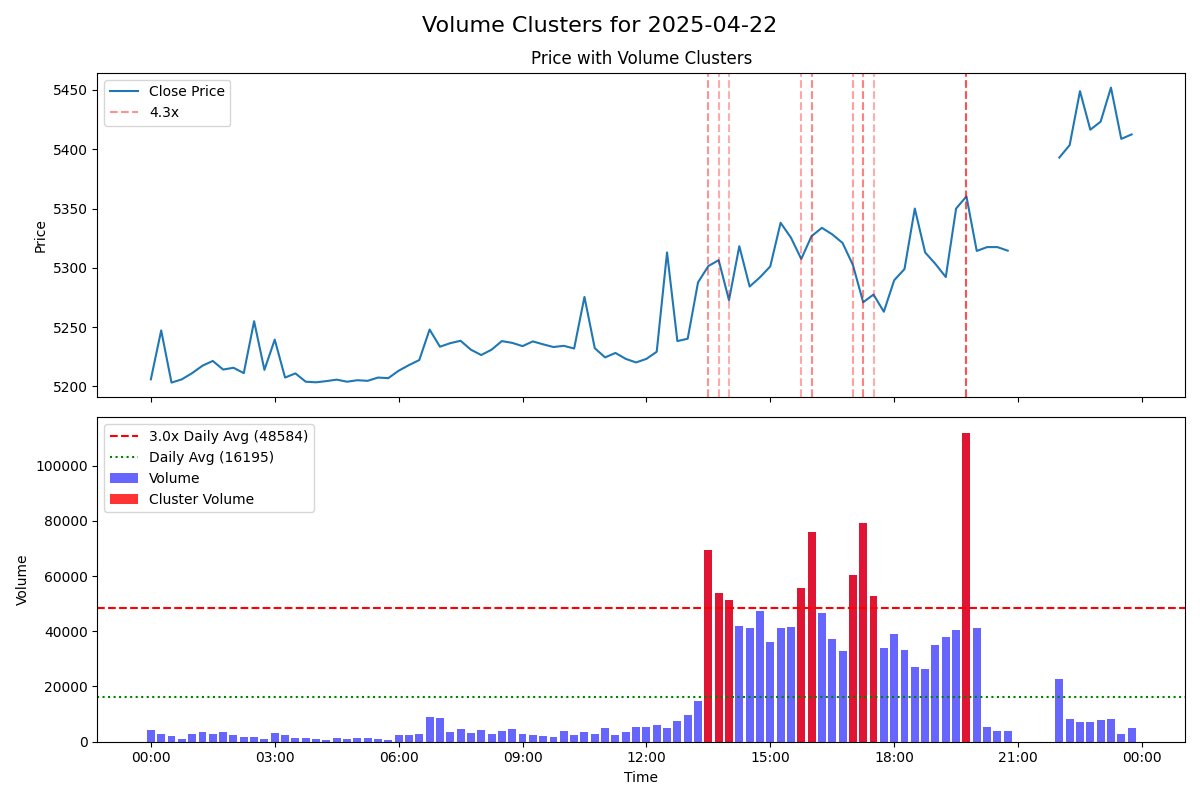 Volume Clusters for 2025-04-22
Price with Volume Clusters
Close Price
4.3x
5450
5400
5350
5300
5250
5200
Price
3.0x Daily Avg (48584)
Daily Avg (16195)
Volume
Cluster Volume
100000
80000
60000
40000
20000
0
Volume
00:00 03:00 06:00 09:00 12:00 15:00 18:00 21:00 00:00
Time